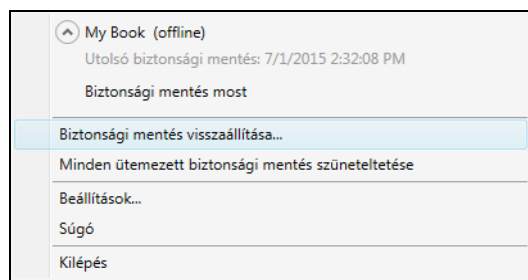 My Book (offline)
Utolsó biztonsági mentés: 7/1/2015 2:32:08 PM
Biztonsági mentés most
Biztonsági mentés visszaállítása...
Minden ütemezett biztonsági mentés szüneteltetése
Beállítások...
Súgó
Kilépés